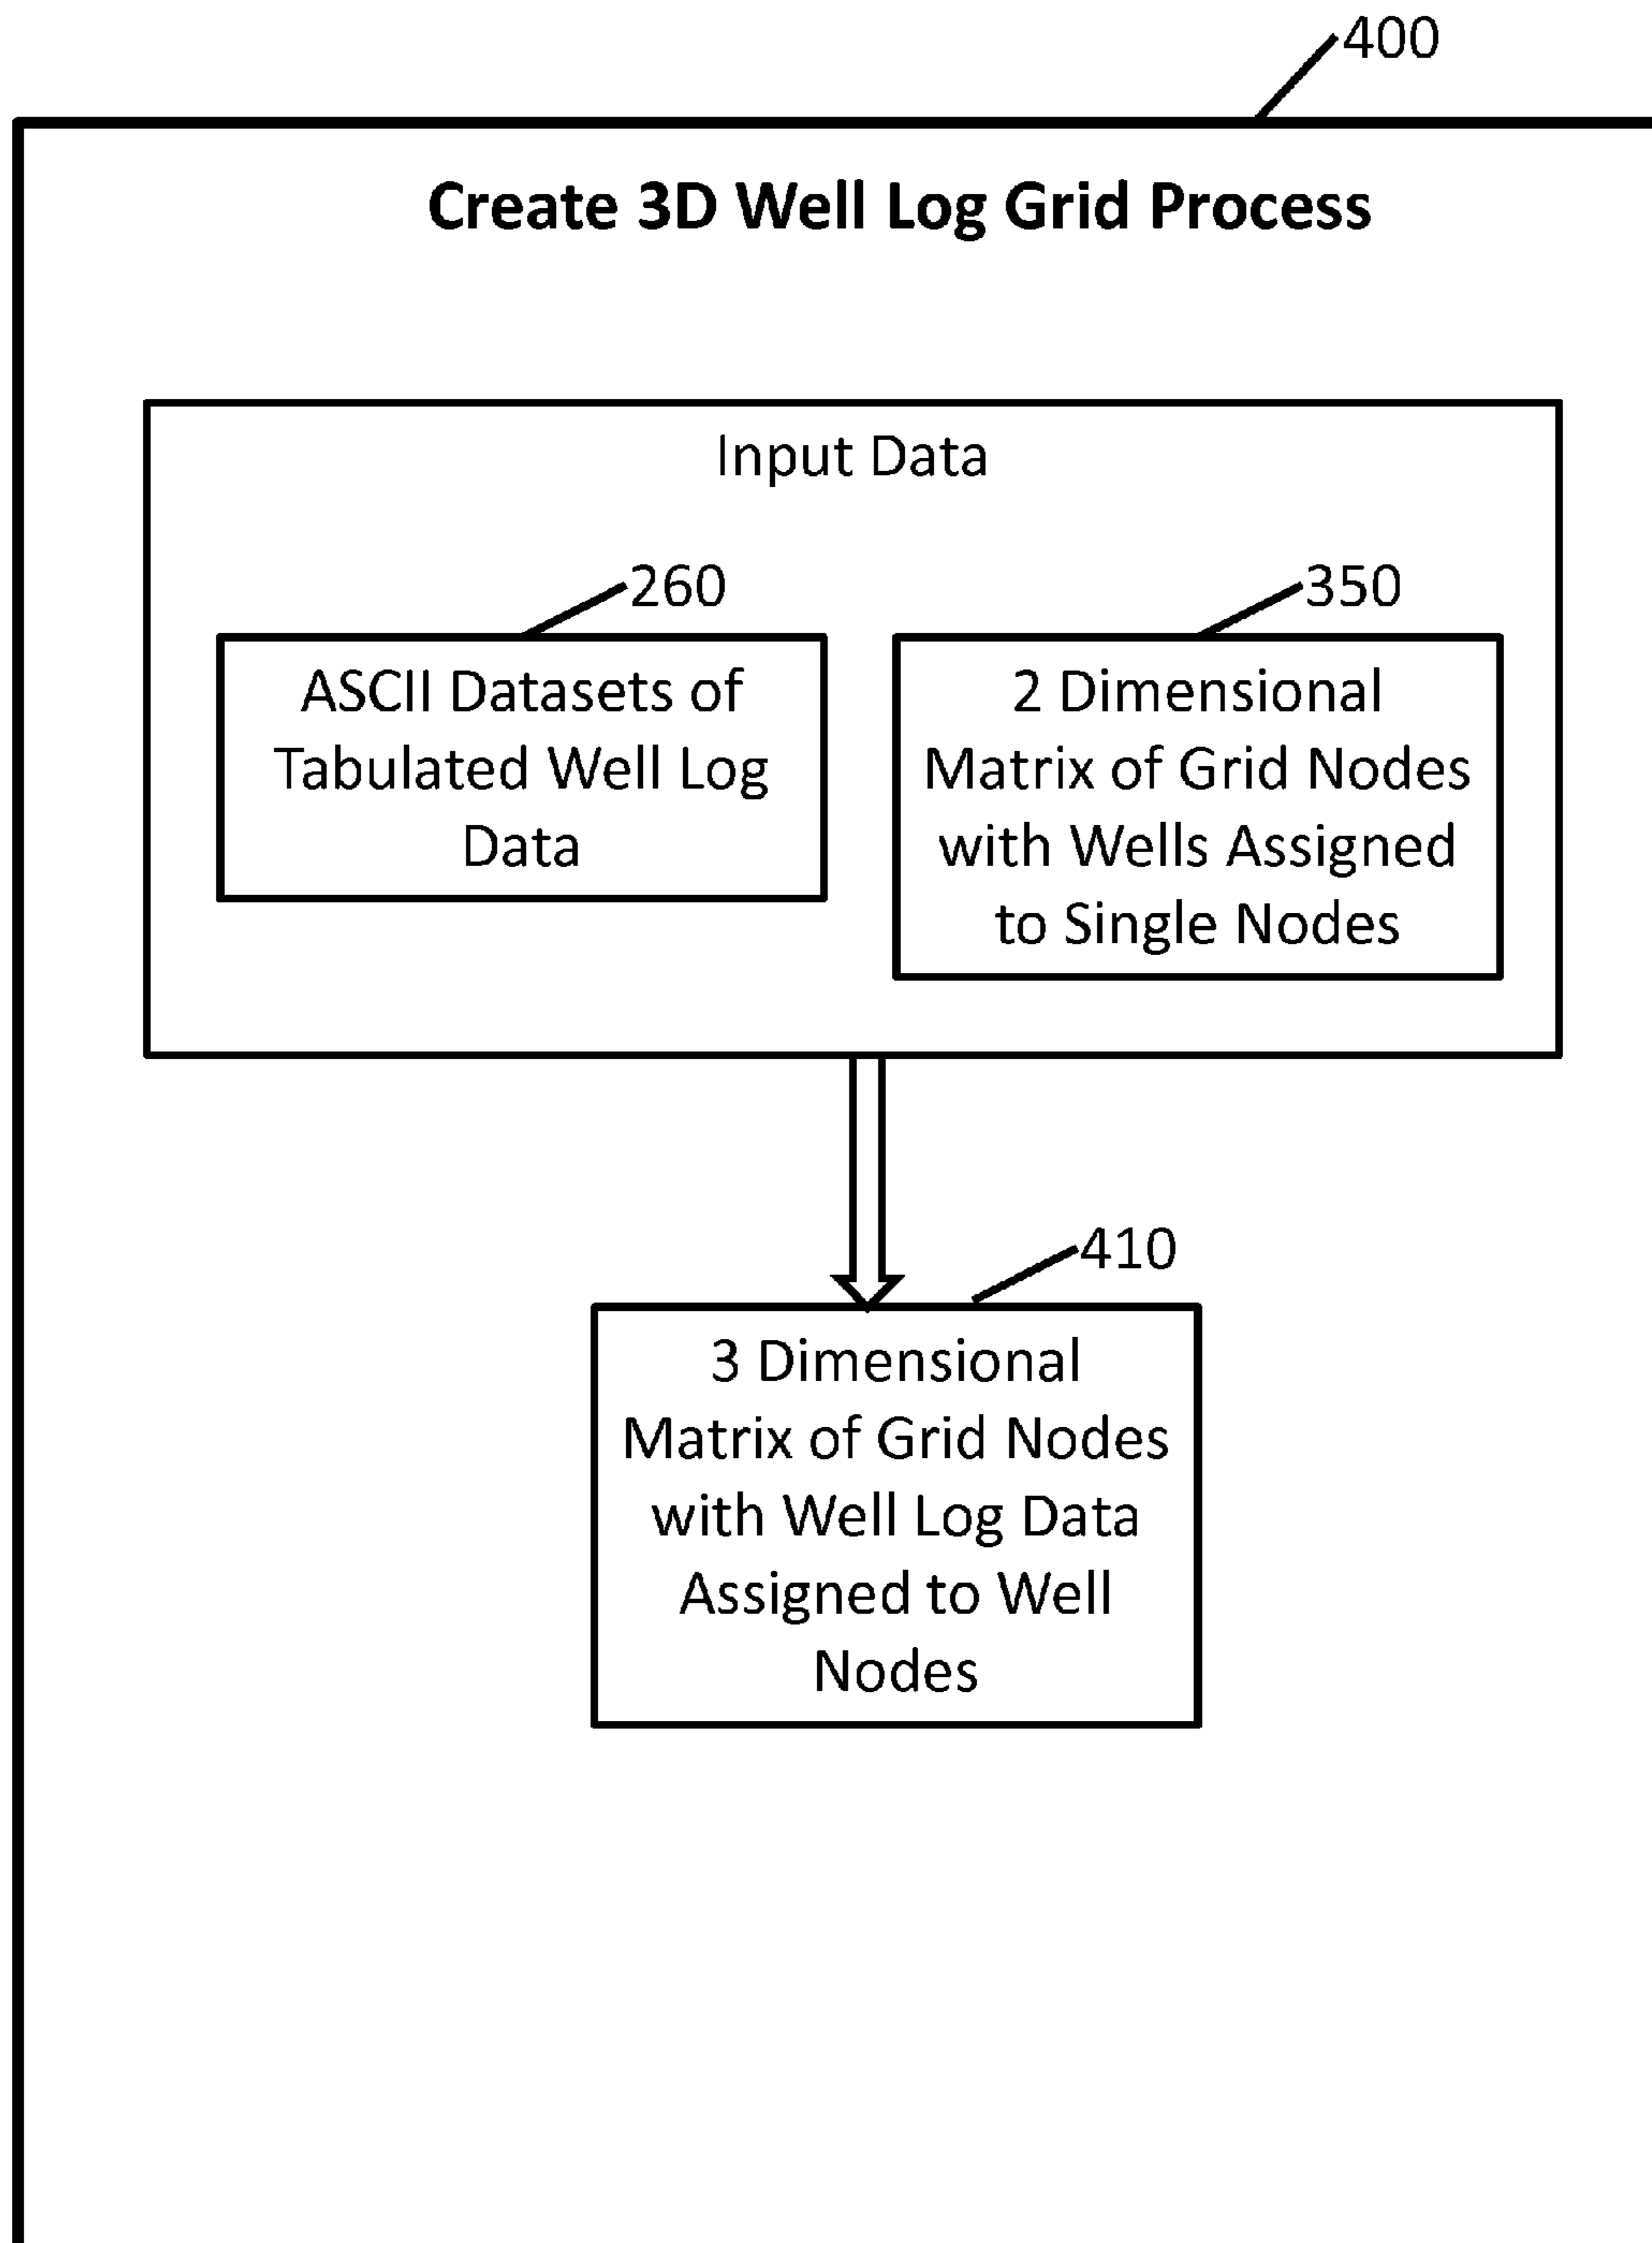 400
Create 3D Well Log Grid Process
Input Data
260
ASCII Datasets of
Tabulated Well Log
Data
350
2 Dimensional
Matrix of Grid Nodes
with Wells Assigned
to Single Nodes
410
3 Dimensional
Matrix of Grid Nodes
with Well Log Data
Assigned to Well
Nodes